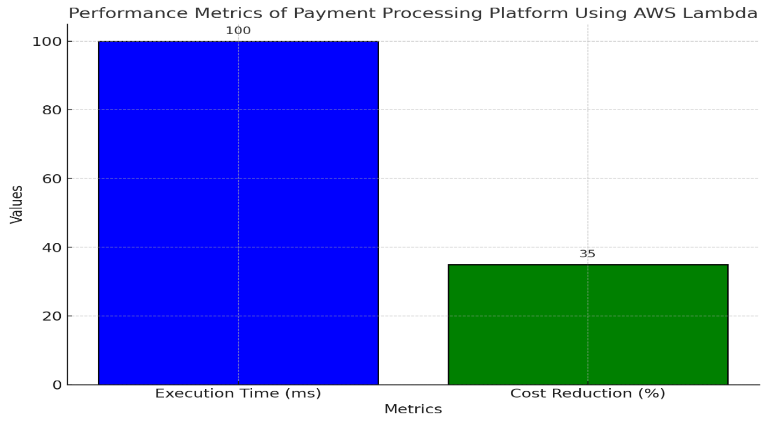 Performance Metrics of Payment Processing Platform Using AWS Lambda
100
100
80
60
40
35
20
0
Values
Execution Time (ms)
Cost Reduction (%)
Metrics